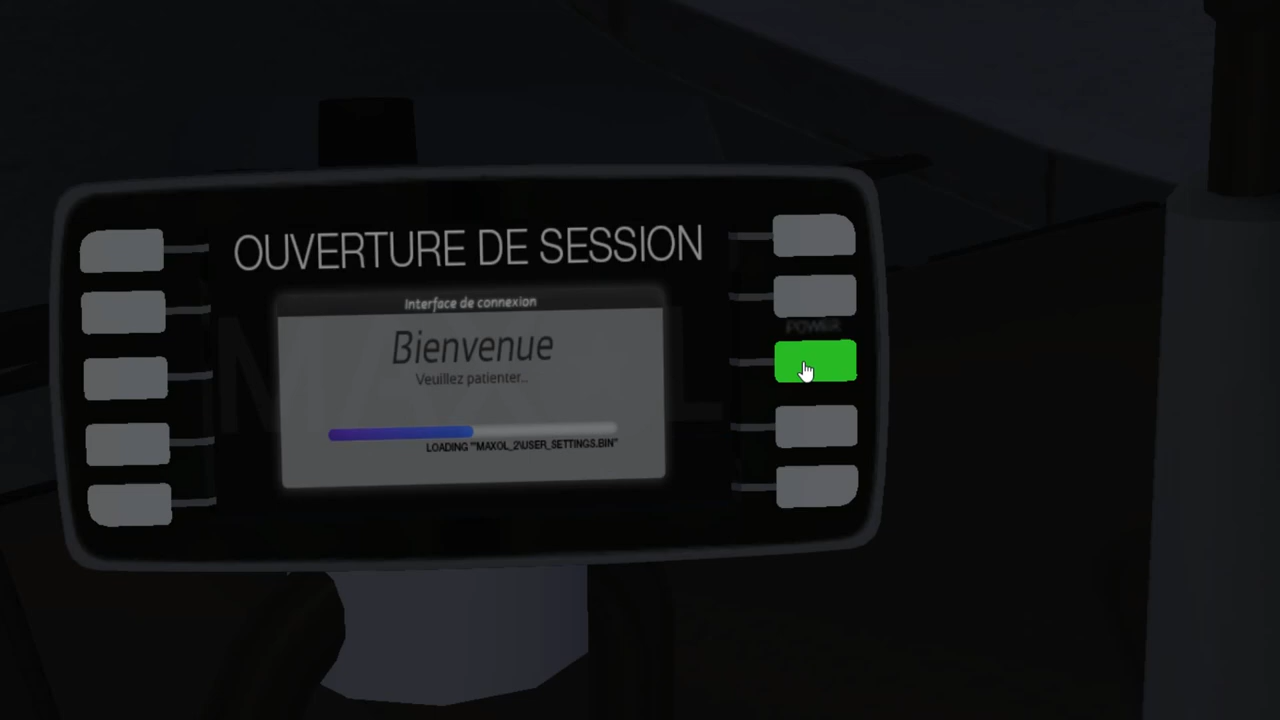 OUVERTURE DE SESSION
Interface de connexion
Bienvenue
Veuillez patienter..
POWER
LOADING "'MAXOL_2\USER_SETTINGS.BIN"